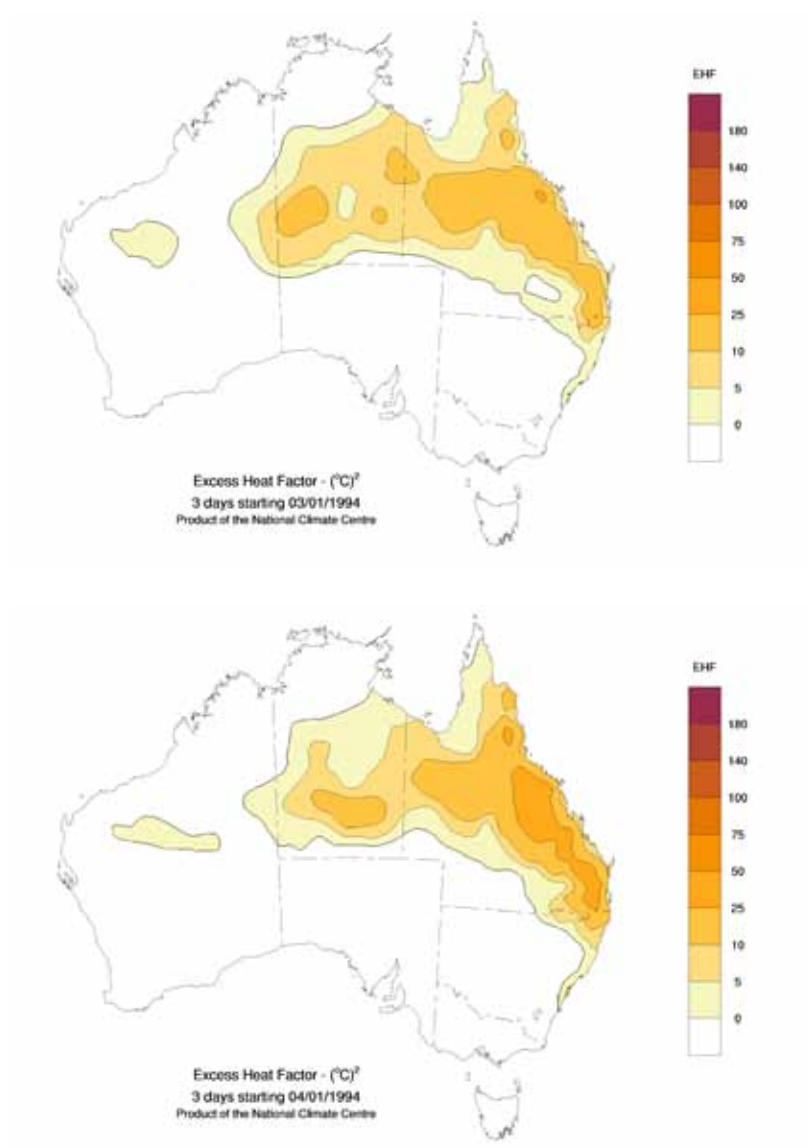 EHF
180
140
100
75
50
25
10
5
0
Excess Heat Factor - (°C)²
3 days starting 03/01/1994
Product of the National Climate Centre
EHF
180
140
100
75
50
25
10
5
0
Excess Heat Factor - (°C)²
3 days starting 04/01/1994
Product of the National Climate Centre